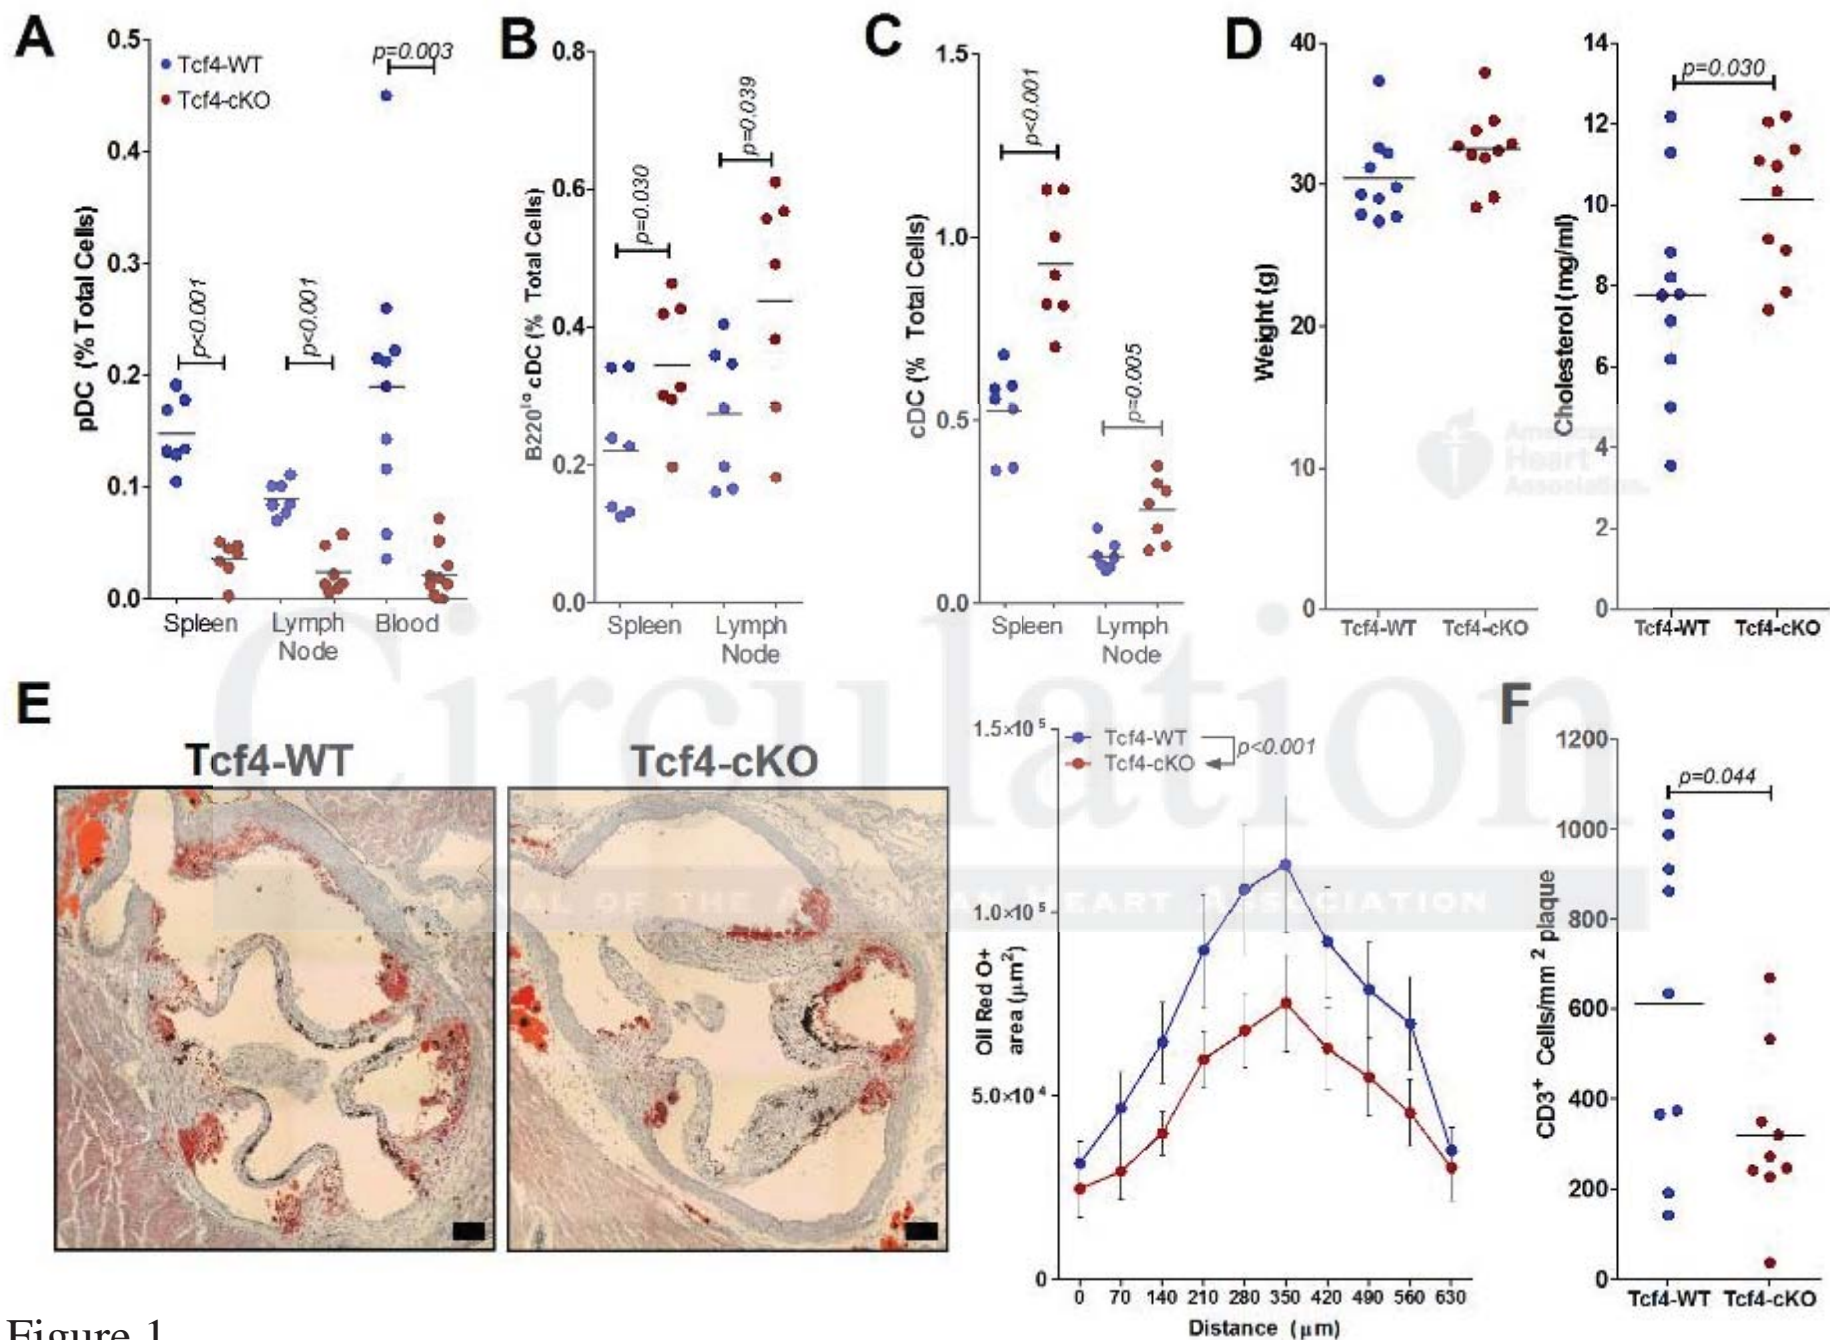 A
pDC (% Total Cells)
0.5
0.4
0.3
0.2
0.1
0.0
Tcf4-WT
Tcf4-cKO
p<0.001
p<0.001
p=0.003
Spleen
Lymph
Node
Blood
B
B220lo cDC (% Total Cells)
0.8
0.6
0.4
0.2
0.0
p=0.030
p=0.039
Spleen
Lymph
Node
C
cDC (% Total Cells)
1.5
1.0
0.5
0.0
p<0.001
p=0.005
Spleen
Lymph
Node
D
Weight (g)
40
30
20
10
0
Tcf4-WT
Tcf4-cKO
Cholesterol (mg/ml)
14
12
10
8
6
4
2
0
p=0.030
Tcf4-WT
Tcf4-cKO
American
Heart
Association.
Circulation
E
Tcf4-WT
Tcf4-cKO
Oil Red O+
area (μm2)
1.5×10 5
1.0×10 5
5.0×10 4
0
Tcf4-WT
Tcf4-cKO
p<0.001
0 70 140 210 280 350 420 490 560 630
Distance (μm)
F
CD3+ Cells/mm2 plaque
1200
1000
800
600
400
200
0
p=0.044
Tcf4-WT
Tcf4-cKO
JOURNAL OF THE AMERICAN HEART ASSOCIATION
Figure 1